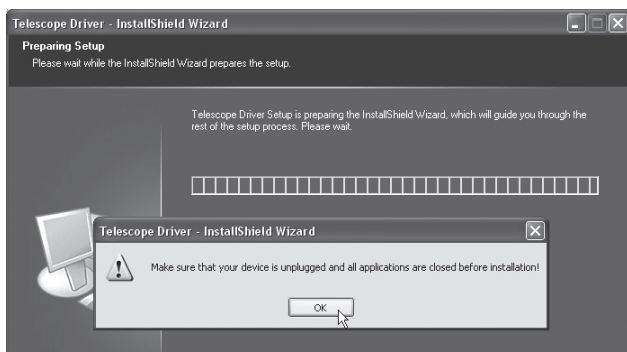 Telescope Driver - InstallShield Wizard
Preparing Setup
Please wait while the InstallShield Wizard prepares the setup.
Telescope Driver Setup is preparing the InstallShield Wizard, which will guide you through the
rest of the setup process. Please wait.
Telescope Driver - InstallShield Wizard
Make sure that your device is unplugged and all applications are closed before installation!
OK